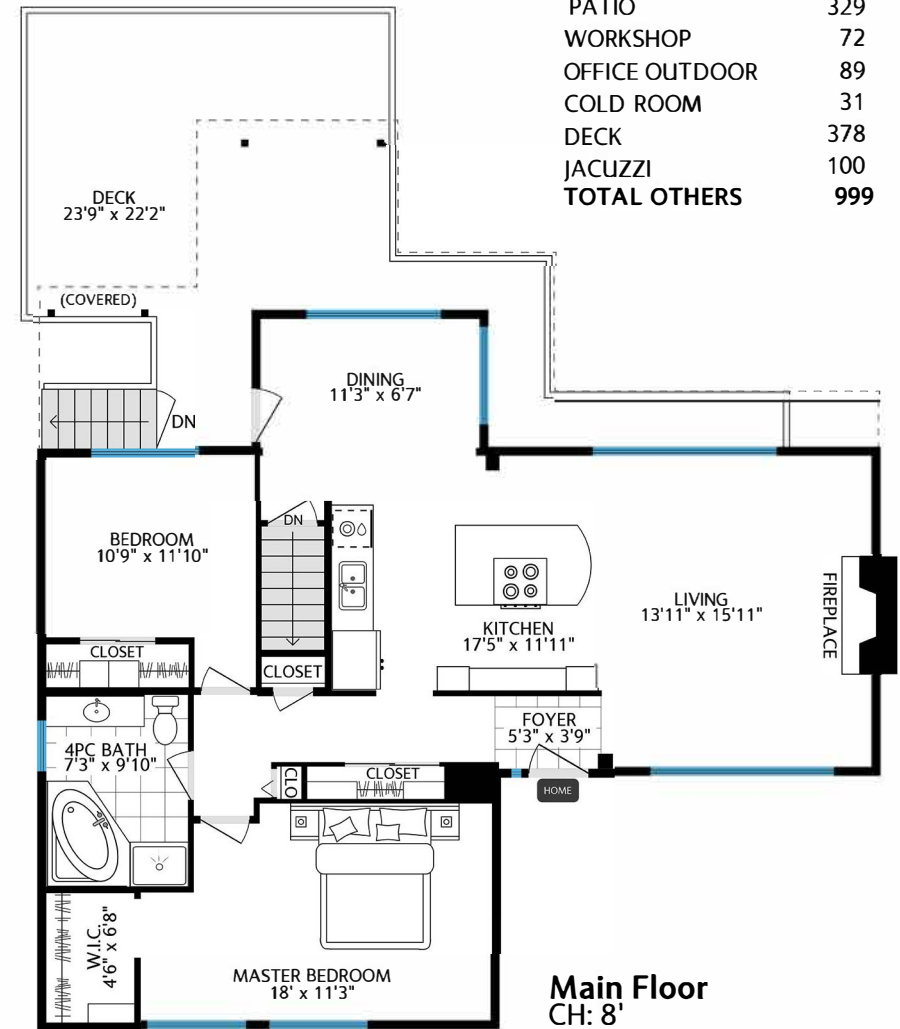 PATIO 329
WORKSHOP 72
OFFICE OUTDOOR 89
COLD ROOM 31
DECK 378
JACUZZI 100
TOTAL OTHERS 999
DECK
23'9" x 22'2"
(COVERED)
DINING
11'3" x 6'7"
DN
DN
BEDROOM
10'9" x 11'10"
LIVING
13'11" x 15'11"
FIREPLACE
KITCHEN
17'5" x 11'11"
CLOSET
CLOSET
FOYER
5'3" x 3'9"
4PC BATH
7'3" x 9'10"
CLO
CLOSET
HOME
W.I.C.
4'6" x 6'8"
MASTER BEDROOM
18' x 11'3"
Main Floor
CH: 8'